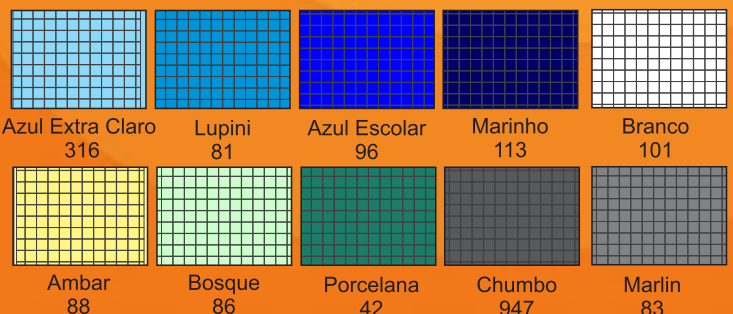 Azul Extra Claro
316
Lupini
81
Azul Escolar
96
Marinho
113
Branco
101
Ambar
88
Bosque
86
Porcelana
42
Chumbo
947
Marlin
83